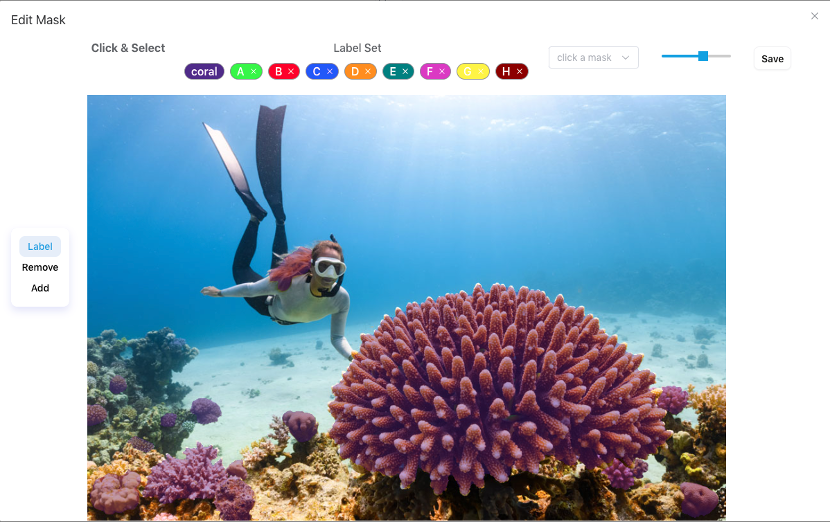 Edit Mask
Click & Select
Label Set
coral A B C D E F G H
click a mask
Save
Label
Remove
Add